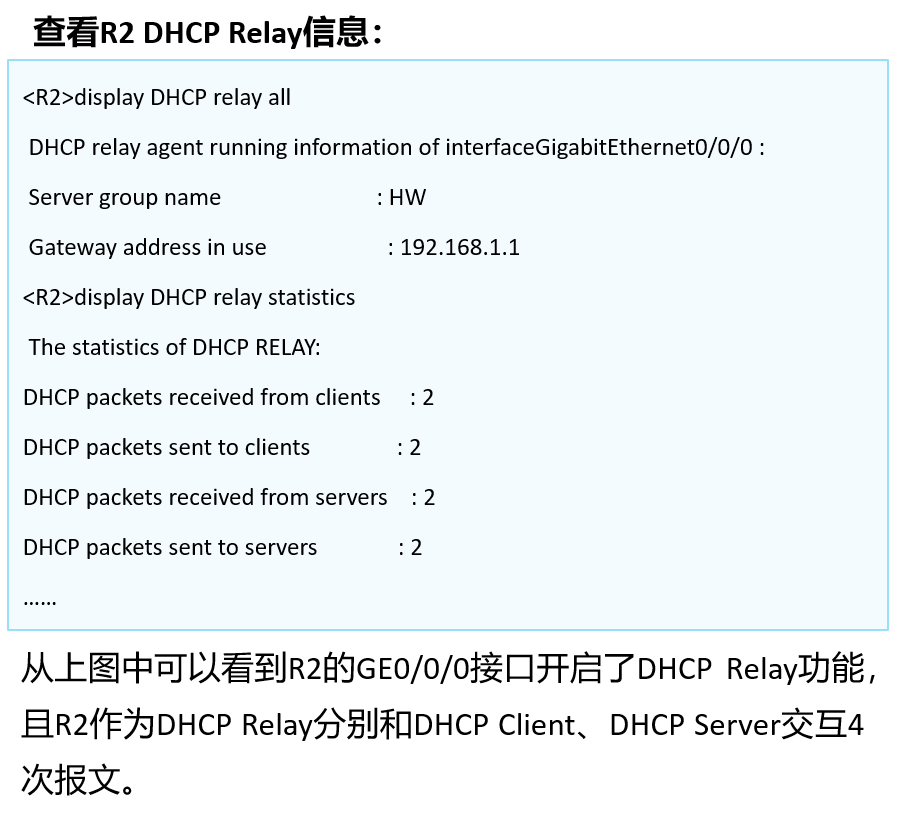 查看R2 DHCP Relay信息：
<R2>display DHCP relay all
DHCP relay agent running information of interfaceGigabitEthernet0/0/0 :
Server group name : HW
Gateway address in use : 192.168.1.1
<R2>display DHCP relay statistics
The statistics of DHCP RELAY:
DHCP packets received from clients : 2
DHCP packets sent to clients : 2
DHCP packets received from servers : 2
DHCP packets sent to servers : 2
……
从上图中可以看到R2的GE0/0/0接口开启了DHCP Relay功能，
且R2作为DHCP Relay分别和DHCP Client、DHCP Server交互4
次报文。